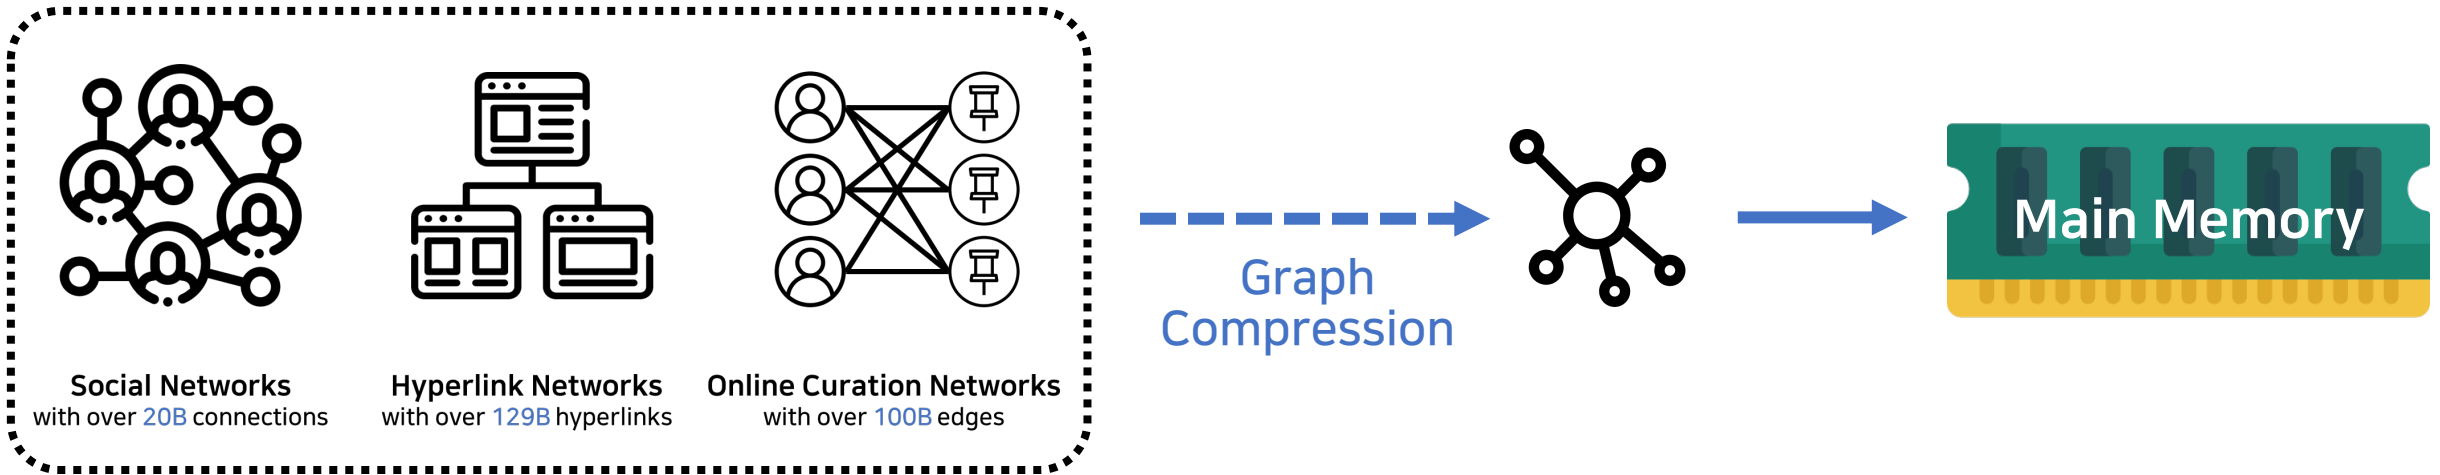 Social Networks
with over 20B connections
Hyperlink Networks
with over 129B hyperlinks
Online Curation Networks
with over 100B edges
Graph
Compression
Main Memory